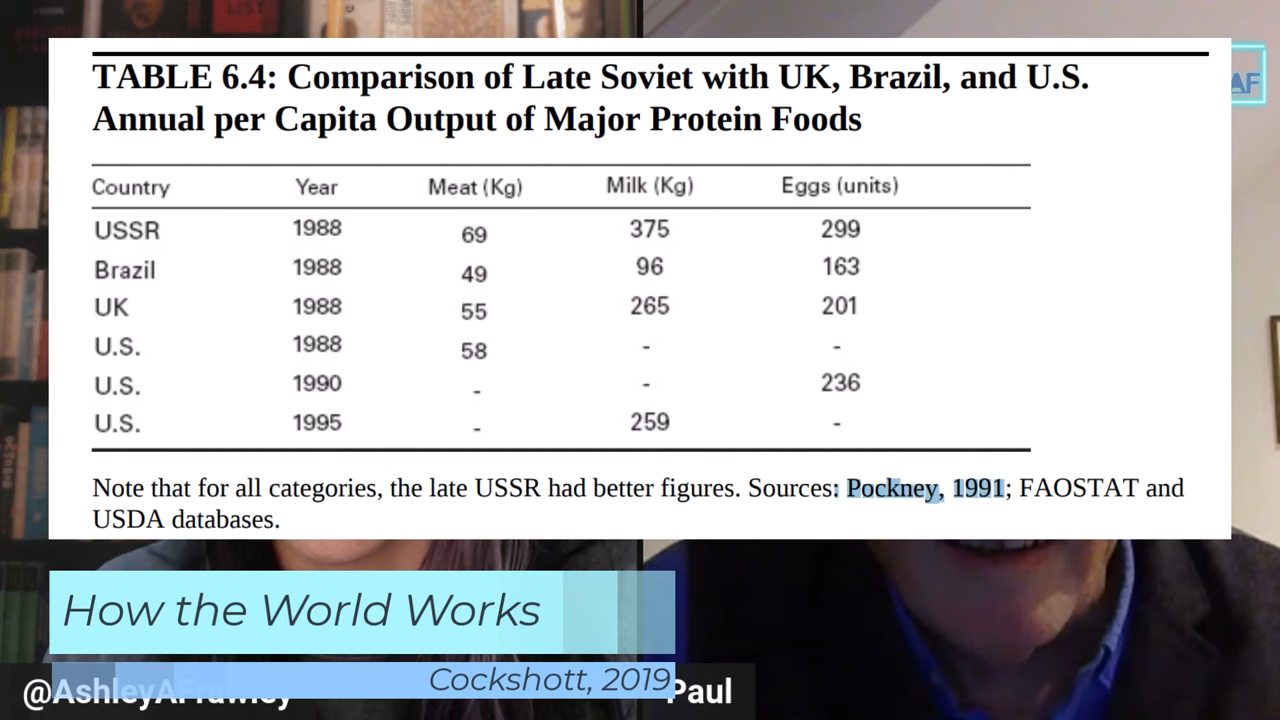 LIST
AF
TABLE 6.4: Comparison of Late Soviet with UK, Brazil, and U.S.
Annual per Capita Output of Major Protein Foods
Country Year Meat (Kg) Milk (Kg) Eggs (units)
USSR 1988 69 375 299
Brazil 1988 49 96 163
UK 1988 55 265 201
U.S. 1988 58 - -
U.S. 1990 - - 236
U.S. 1995 - 259 -
Note that for all categories, the late USSR had better figures. Sources: Pockney, 1991; FAOSTAT and
USDA databases.
How the World Works
Cockshott, 2019
@AshleyAFrawley
Paul